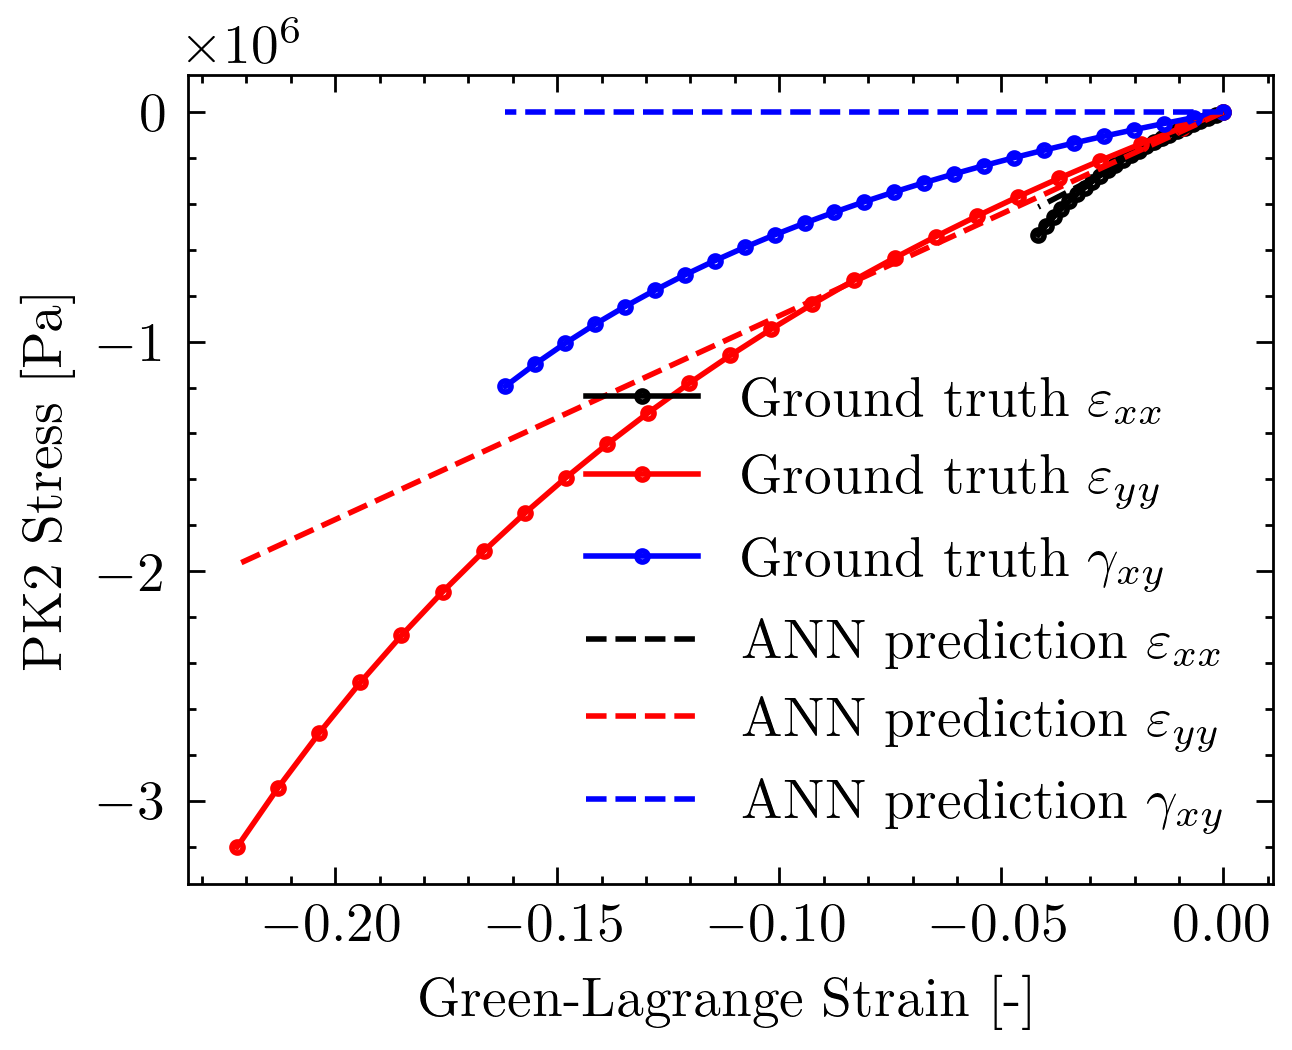 ×10⁶
0
−1
−2
−3
PK2 Stress [Pa]
Ground truth εxx
Ground truth εyy
Ground truth γxy
ANN prediction εxx
ANN prediction εyy
ANN prediction γxy
−0.20 −0.15 −0.10 −0.05 0.00
Green-Lagrange Strain [-]